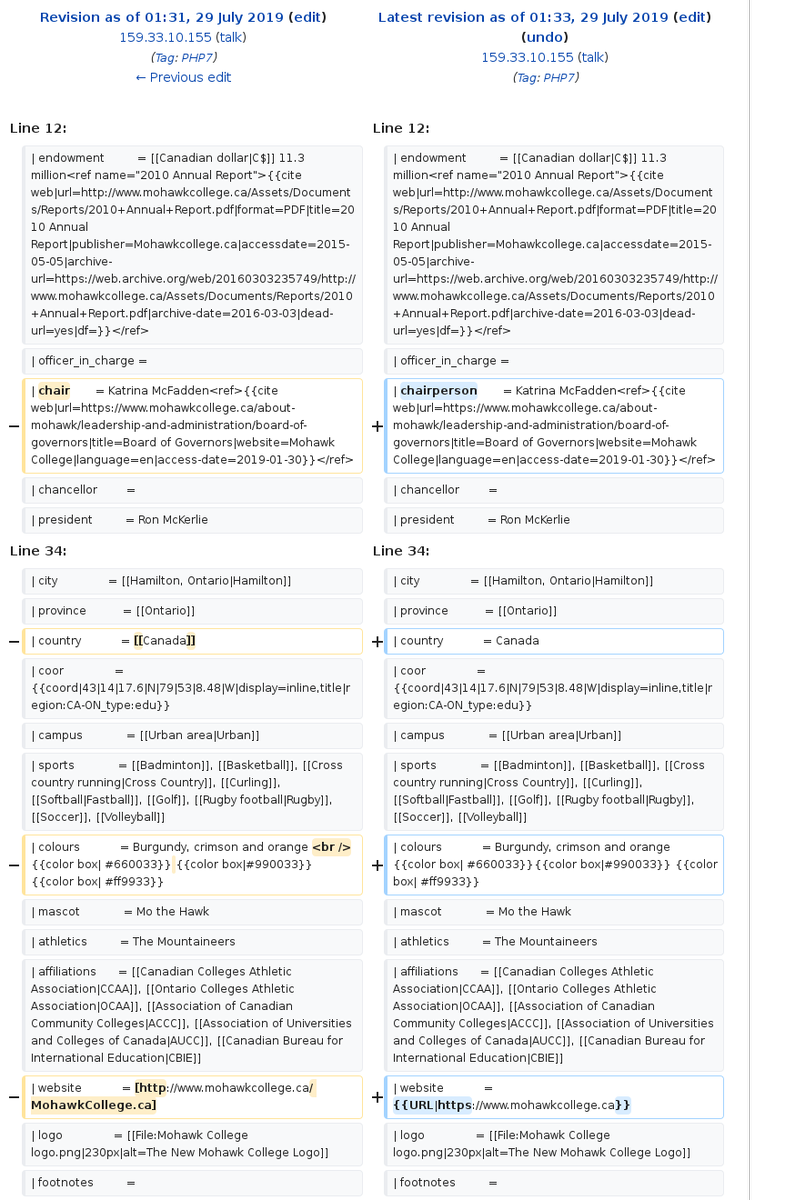 Revision as of 01:31, 29 July 2019 (edit)
159.33.10.155 (talk)
(Tag: PHP7)
← Previous edit
Latest revision as of 01:33, 29 July 2019 (edit)
(undo)
159.33.10.155 (talk)
(Tag: PHP7)
Line 12:
Line 12:
| endowment = [[Canadian dollar|C$]] 11.3
million<ref name="2010 Annual Report">{{cite
web|url=http://www.mohawkcollege.ca/Assets/Document
s/Reports/2010+Annual+Report.pdf|format=PDF|title=20
10 Annual
Report|publisher=Mohawkcollege.ca|accessdate=2015-
05-05|archive-
url=https://web.archive.org/web/20160303235749/http://
www.mohawkcollege.ca/Assets/Documents/Reports/2010
+Annual+Report.pdf|archive-date=2016-03-03|dead-
url=yes|df=}}</ref>
| endowment = [[Canadian dollar|C$]] 11.3
million<ref name="2010 Annual Report">{{cite
web|url=http://www.mohawkcollege.ca/Assets/Document
s/Reports/2010+Annual+Report.pdf|format=PDF|title=20
10 Annual
Report|publisher=Mohawkcollege.ca|accessdate=2015-
05-05|archive-
url=https://web.archive.org/web/20160303235749/http://
www.mohawkcollege.ca/Assets/Documents/Reports/2010
+Annual+Report.pdf|archive-date=2016-03-03|dead-
url=yes|df=}}</ref>
| officer_in_charge =
| officer_in_charge =
− | chair = Katrina McFadden<ref>{{cite
web|url=https://www.mohawkcollege.ca/about-
mohawk/leadership-and-administration/board-of-
governors|title=Board of Governors|website=Mohawk
College|language=en|access-date=2019-01-30}}</ref>
+ | chairperson = Katrina McFadden<ref>{{cite
web|url=https://www.mohawkcollege.ca/about-
mohawk/leadership-and-administration/board-of-
governors|title=Board of Governors|website=Mohawk
College|language=en|access-date=2019-01-30}}</ref>
| chancellor =
| chancellor =
| president = Ron McKerlie
| president = Ron McKerlie
Line 34:
Line 34:
| city = [[Hamilton, Ontario|Hamilton]]
| city = [[Hamilton, Ontario|Hamilton]]
| province = [[Ontario]]
| province = [[Ontario]]
− | country = [[Canada]]
+ | country = Canada
| coor =
{{coord|43|14|17.6|N|79|53|8.48|W|display=inline,title|r
egion:CA-ON_type:edu}}
| coor =
{{coord|43|14|17.6|N|79|53|8.48|W|display=inline,title|r
egion:CA-ON_type:edu}}
| campus = [[Urban area|Urban]]
| campus = [[Urban area|Urban]]
| sports = [[Badminton]], [[Basketball]], [[Cross
country running|Cross Country]], [[Curling]],
[[Softball|Fastball]], [[Golf]], [[Rugby football|Rugby]],
[[Soccer]], [[Volleyball]]
| sports = [[Badminton]], [[Basketball]], [[Cross
country running|Cross Country]], [[Curling]],
[[Softball|Fastball]], [[Golf]], [[Rugby football|Rugby]],
[[Soccer]], [[Volleyball]]
− | colours = Burgundy, crimson and orange <br />
{{color box| #660033}} {{color box|#990033}}
{{color box| #ff9933}}
+ | colours = Burgundy, crimson and orange
{{color box| #660033}}{{color box|#990033}} {{color
box| #ff9933}}
| mascot = Mo the Hawk
| mascot = Mo the Hawk
| athletics = The Mountaineers
| athletics = The Mountaineers
| affiliations = [[Canadian Colleges Athletic
Association|CCAA]], [[Ontario Colleges Athletic
Association|OCAA]], [[Association of Canadian
Community Colleges|ACCC]], [[Association of Universities
and Colleges of Canada|AUCC]], [[Canadian Bureau for
International Education|CBIE]]
| affiliations = [[Canadian Colleges Athletic
Association|CCAA]], [[Ontario Colleges Athletic
Association|OCAA]], [[Association of Canadian
Community Colleges|ACCC]], [[Association of Universities
and Colleges of Canada|AUCC]], [[Canadian Bureau for
International Education|CBIE]]
− | website = [http://www.mohawkcollege.ca/
MohawkCollege.ca]
+ | website =
{{URL|https://www.mohawkcollege.ca}}
| logo = [[File:Mohawk College
logo.png|230px|alt=The New Mohawk College Logo]]
| logo = [[File:Mohawk College
logo.png|230px|alt=The New Mohawk College Logo]]
| footnotes =
| footnotes =